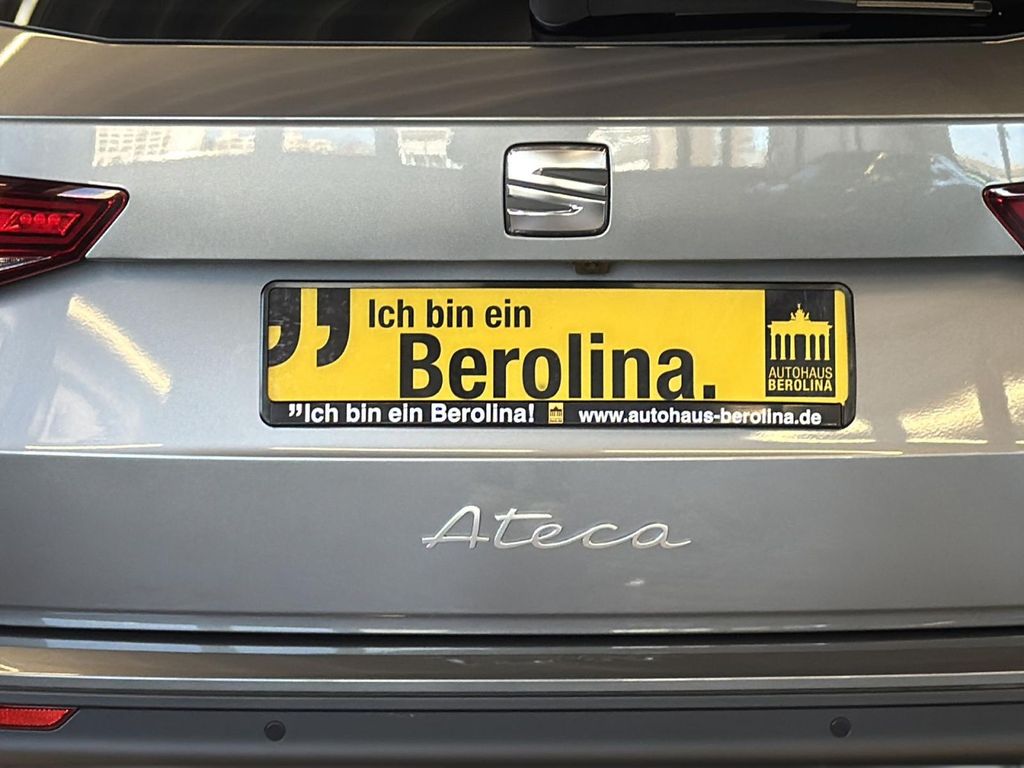 ” Ich bin ein
Berolina.
AUTOHAUS
BEROLINA
”Ich bin ein Berolina! www.autohaus-berolina.de
Ateca